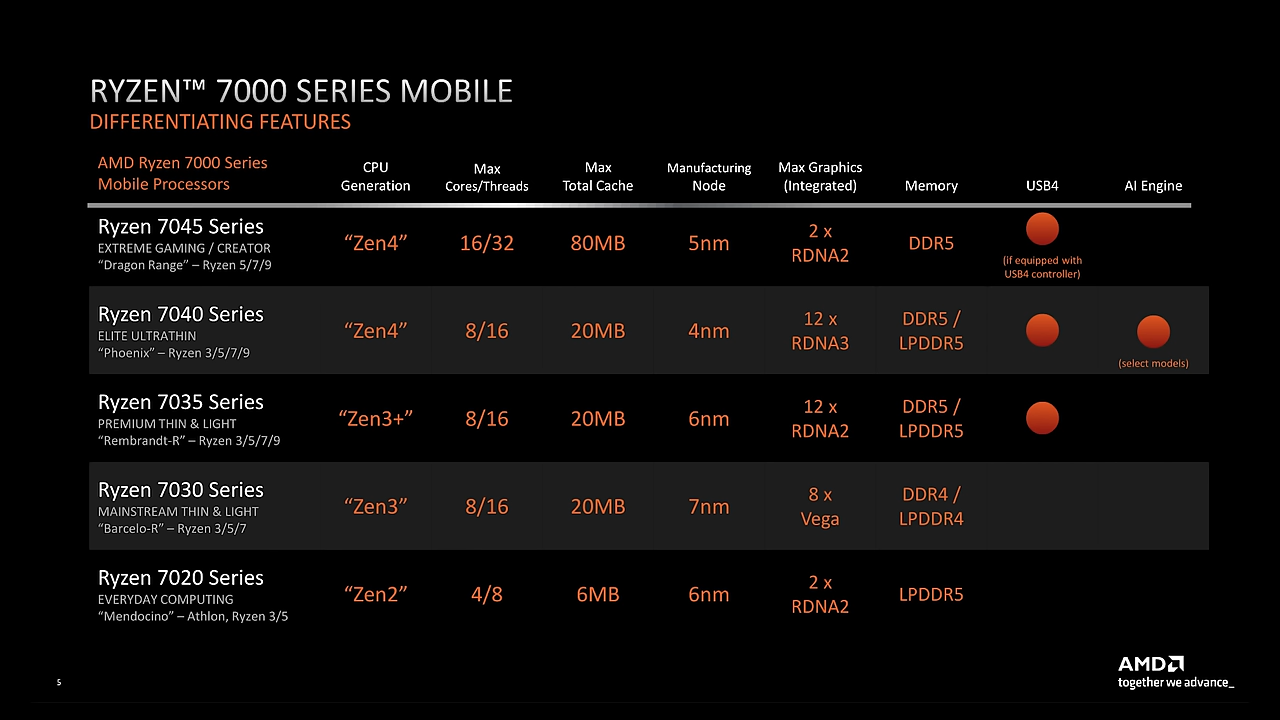 RYZEN™ 7000 SERIES MOBILE
DIFFERENTIATING FEATURES
AMD Ryzen 7000 Series
Mobile Processors
CPU
Generation
Max
Cores/Threads
Max
Total Cache
Manufacturing
Node
Max Graphics
(Integrated)
Memory
USB4
AI Engine
Ryzen 7045 Series
EXTREME GAMING / CREATOR
“Dragon Range” – Ryzen 5/7/9
“Zen4”
16/32
80MB
5nm
2 x
RDNA2
DDR5
(if equipped with
USB4 controller)
Ryzen 7040 Series
ELITE ULTRATHIN
“Phoenix” – Ryzen 3/5/7/9
“Zen4”
8/16
20MB
4nm
12 x
RDNA3
DDR5 /
LPDDR5
(select models)
Ryzen 7035 Series
PREMIUM THIN & LIGHT
“Rembrandt-R” – Ryzen 3/5/7/9
“Zen3+”
8/16
20MB
6nm
12 x
RDNA2
DDR5 /
LPDDR5
Ryzen 7030 Series
MAINSTREAM THIN & LIGHT
“Barcelo-R” – Ryzen 3/5/7
“Zen3”
8/16
20MB
7nm
8 x
Vega
DDR4 /
LPDDR4
Ryzen 7020 Series
EVERYDAY COMPUTING
“Mendocino” – Athlon, Ryzen 3/5
“Zen2”
4/8
6MB
6nm
2 x
RDNA2
LPDDR5
5
AMD
together we advance_